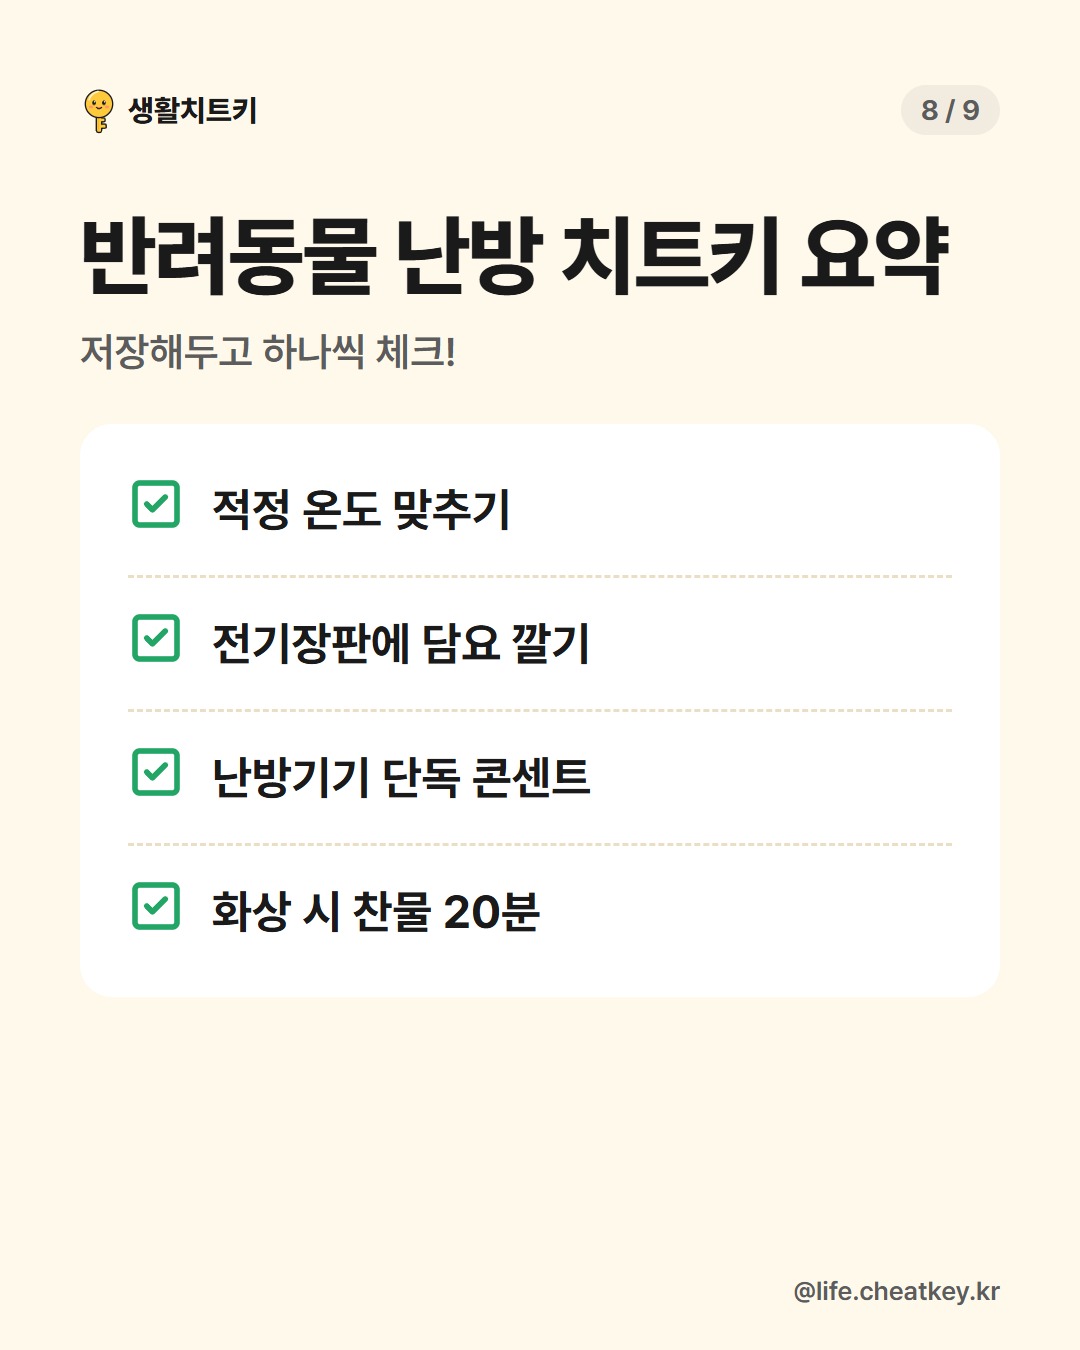 생활치트키
8 / 9
반려동물 난방 치트키 요약
저장해두고 하나씩 체크!
적정 온도 맞추기
전기장판에 담요 깔기
난방기기 단독 콘센트
화상 시 찬물 20분
@life.cheatkey.kr